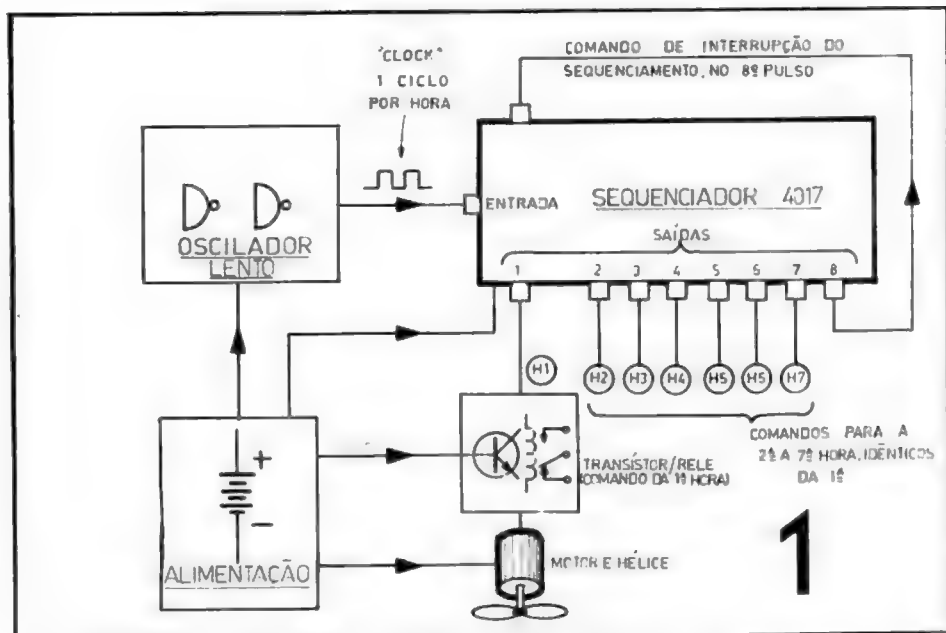 "CLOCK"
1 CICLO
POR HORA
COMANDO DE INTERRUPÇÃO DO
SEQUENCIAMENTO, NO 8º PULSO
OSCILADOR
LENTO
ENTRADA
SEQUENCIADOR 4017
SAÍDAS
1 2 3 4 5 6 7 8
H1
H2 H3 H4 H5 H5 H7
COMANDOS PARA A
2ª A 7ª HORA, IDÊNTICOS
DA 1ª
TRANSÍSTOR/RELE
(COMANDO DA 1ª HORA)
+
-
ALIMENTAÇÃO
MOTOR E HÉLICE
1